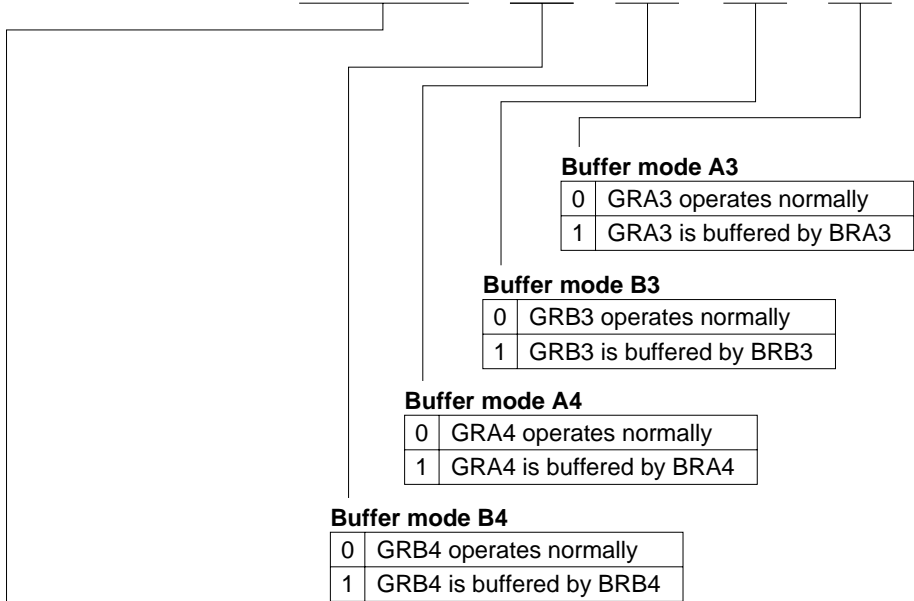 Buffer mode A3
0 GRA3 operates normally
1 GRA3 is buffered by BRA3
Buffer mode B3
0 GRB3 operates normally
1 GRB3 is buffered by BRB3
Buffer mode A4
0 GRA4 operates normally
1 GRA4 is buffered by BRA4
Buffer mode B4
0 GRB4 operates normally
1 GRB4 is buffered by BRB4